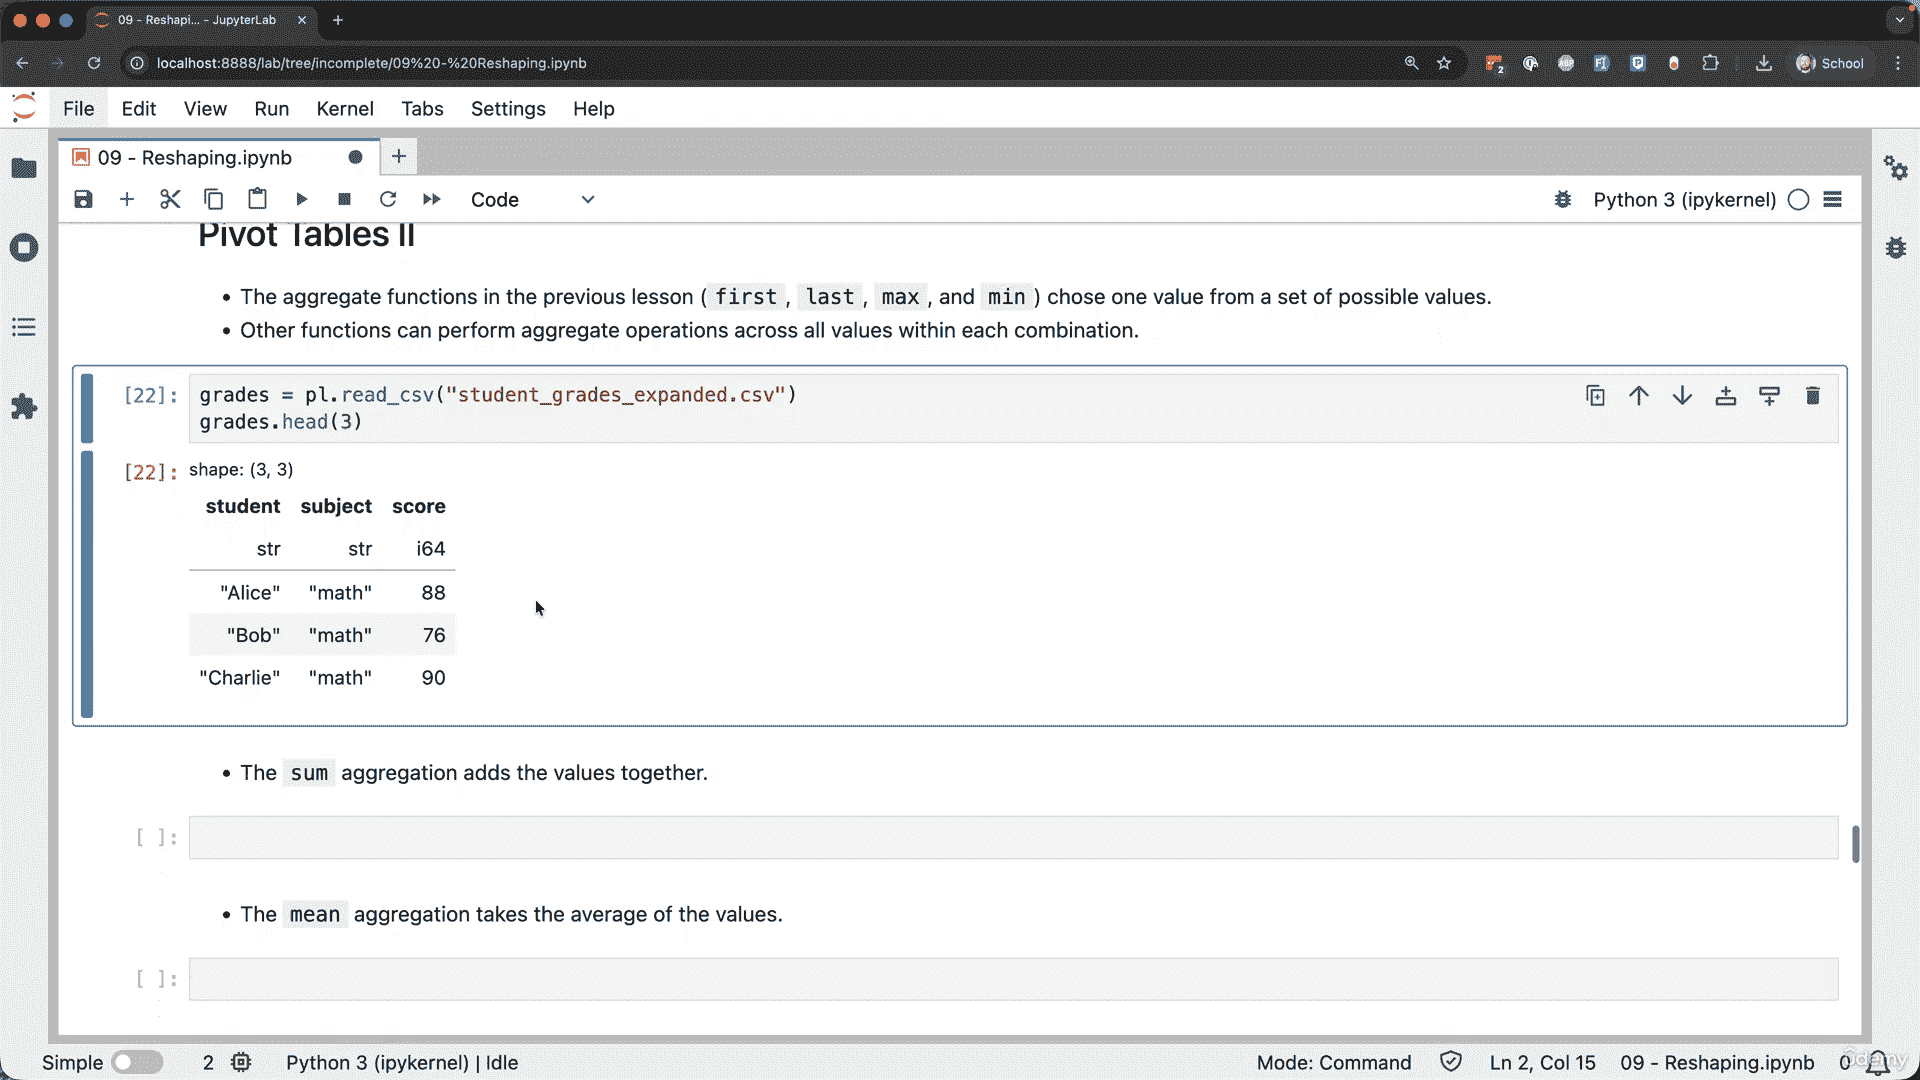 09 - Reshapi... - JupyterLab
localhost:8888/lab/tree/incomplete/09%20-%20Reshaping.ipynb
2
ABP
School
File Edit View Run Kernel Tabs Settings Help
09 - Reshaping.ipynb
Code
Python 3 (ipykernel)
Pivot Tables II
• The aggregate functions in the previous lesson ( first , last , max , and min ) chose one value from a set of possible values.
• Other functions can perform aggregate operations across all values within each combination.
[22]: grades = pl.read_csv("student_grades_expanded.csv")
grades.head(3)
[22]: shape: (3, 3)
student subject score
str str i64
"Alice" "math" 88
"Bob" "math" 76
"Charlie" "math" 90
• The sum aggregation adds the values together.
[ ]:
• The mean aggregation takes the average of the values.
[ ]:
Simple 2 Python 3 (ipykernel) | Idle Mode: Command Ln 2, Col 15 09 - Reshaping.ipynb 0
Udemy